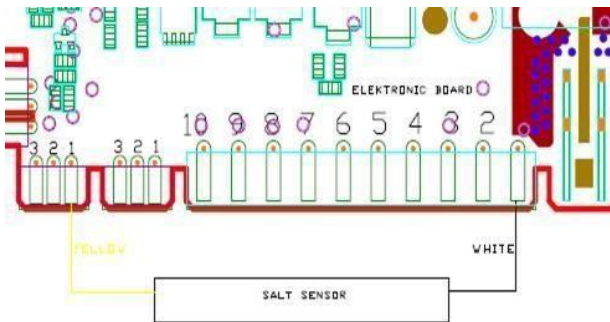 ELEKTRONIC BOARD
10 9 8 7 6 5 4 3 2
3 2 1 3 2 1
YELLOW WHITE
SALT SENSOR